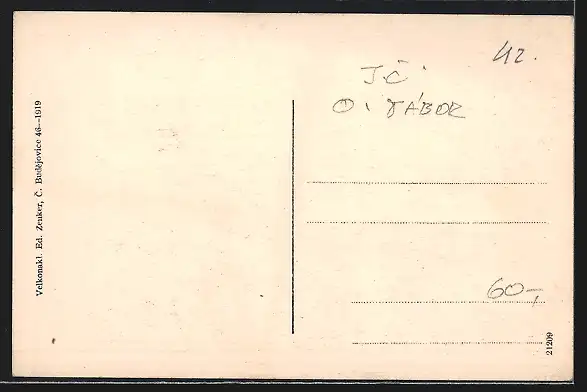 Velkonakl. Ed. Zenker, Č. Budějovice 46—1919
42.
JČ.
O. TÁBOR
60-,
21209